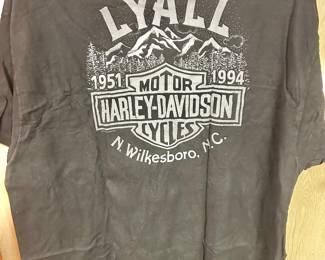 LYALL
1951 1994
MOTOR
HARLEY-DAVIDSON
CYCLES
N. Wilkesboro, N.C.